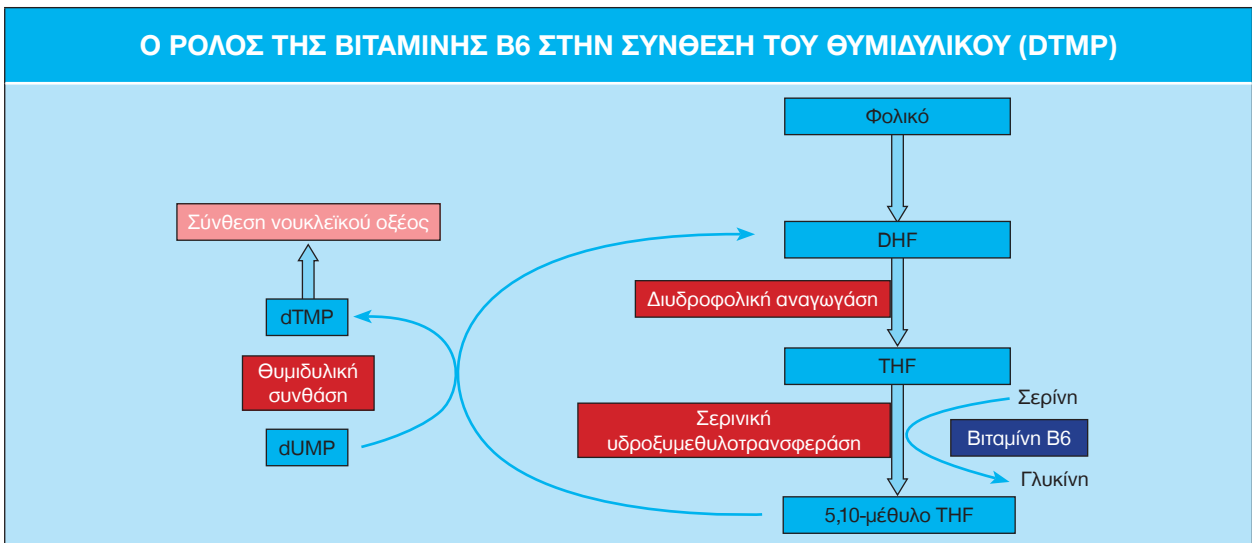 Ο ΡΟΛΟΣ ΤΗΣ ΒΙΤΑΜΙΝΗΣ Β6 ΣΤΗΝ ΣΥΝΘΕΣΗ ΤΟΥ ΘΥΜΙΔΥΛΙΚΟΥ (DTMP)
Φολικό
Σύνθεση νουκλεϊκού οξέος
DHF
Διυδροφολική αναγωγάση
dTMP
THF
Θυμιδυλική
συνθάση
Σερίνη
Σερινική
υδροξυμεθυλοτρανσφεράση
Βιταμίνη Β6
dUMP
Γλυκίνη
5,10-μέθυλο THF